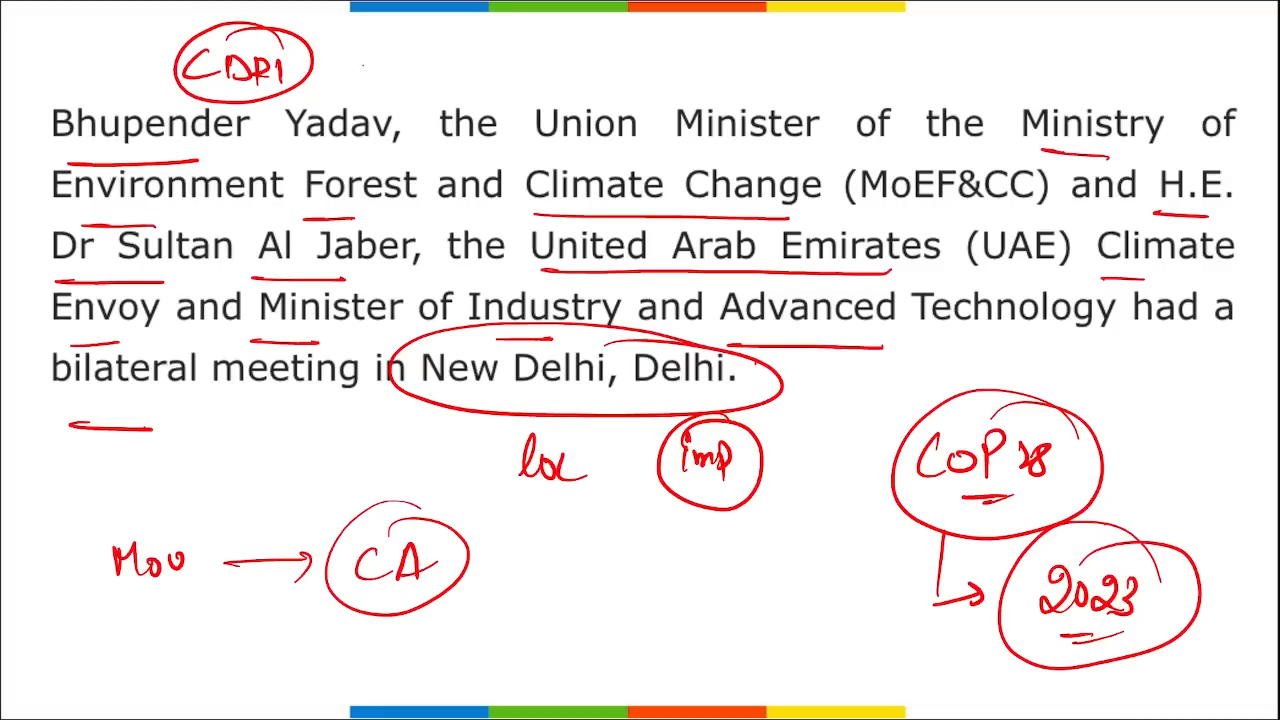 CDRI
Bhupender Yadav, the Union Minister of the Ministry of
Environment Forest and Climate Change (MoEF&CC) and H.E.
Dr Sultan Al Jaber, the United Arab Emirates (UAE) Climate
Envoy and Minister of Industry and Advanced Technology had a
bilateral meeting in New Delhi, Delhi.
loc imp COP 28
MoU → CA
2023